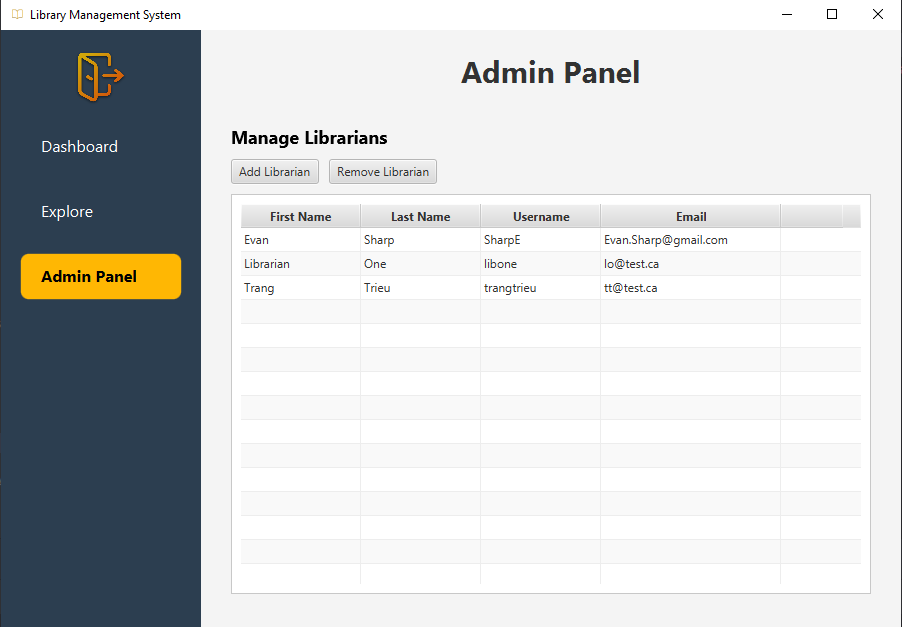 Library Management System
Admin Panel
Dashboard
Explore
Admin Panel
Manage Librarians
Add Librarian Remove Librarian
First Name Last Name Username Email
Evan Sharp SharpE Evan.Sharp@gmail.com
Librarian One libone lo@test.ca
Trang Trieu trangtrieu tt@test.ca